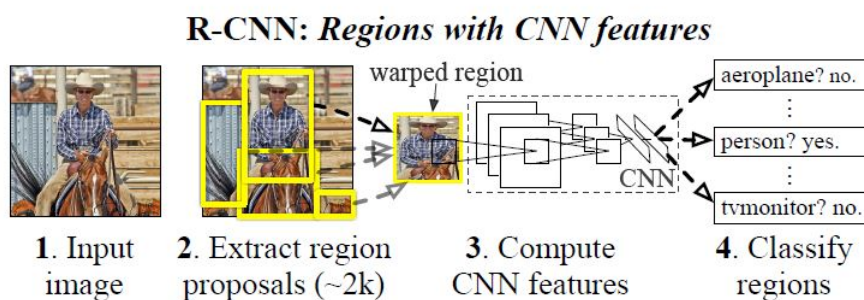 R-CNN: Regions with CNN features
warped region
aeroplane? no.
⋮
person? yes.
⋮
tvmonitor? no.
CNN
1. Input
image
2. Extract region
proposals (~2k)
3. Compute
CNN features
4. Classify
regions